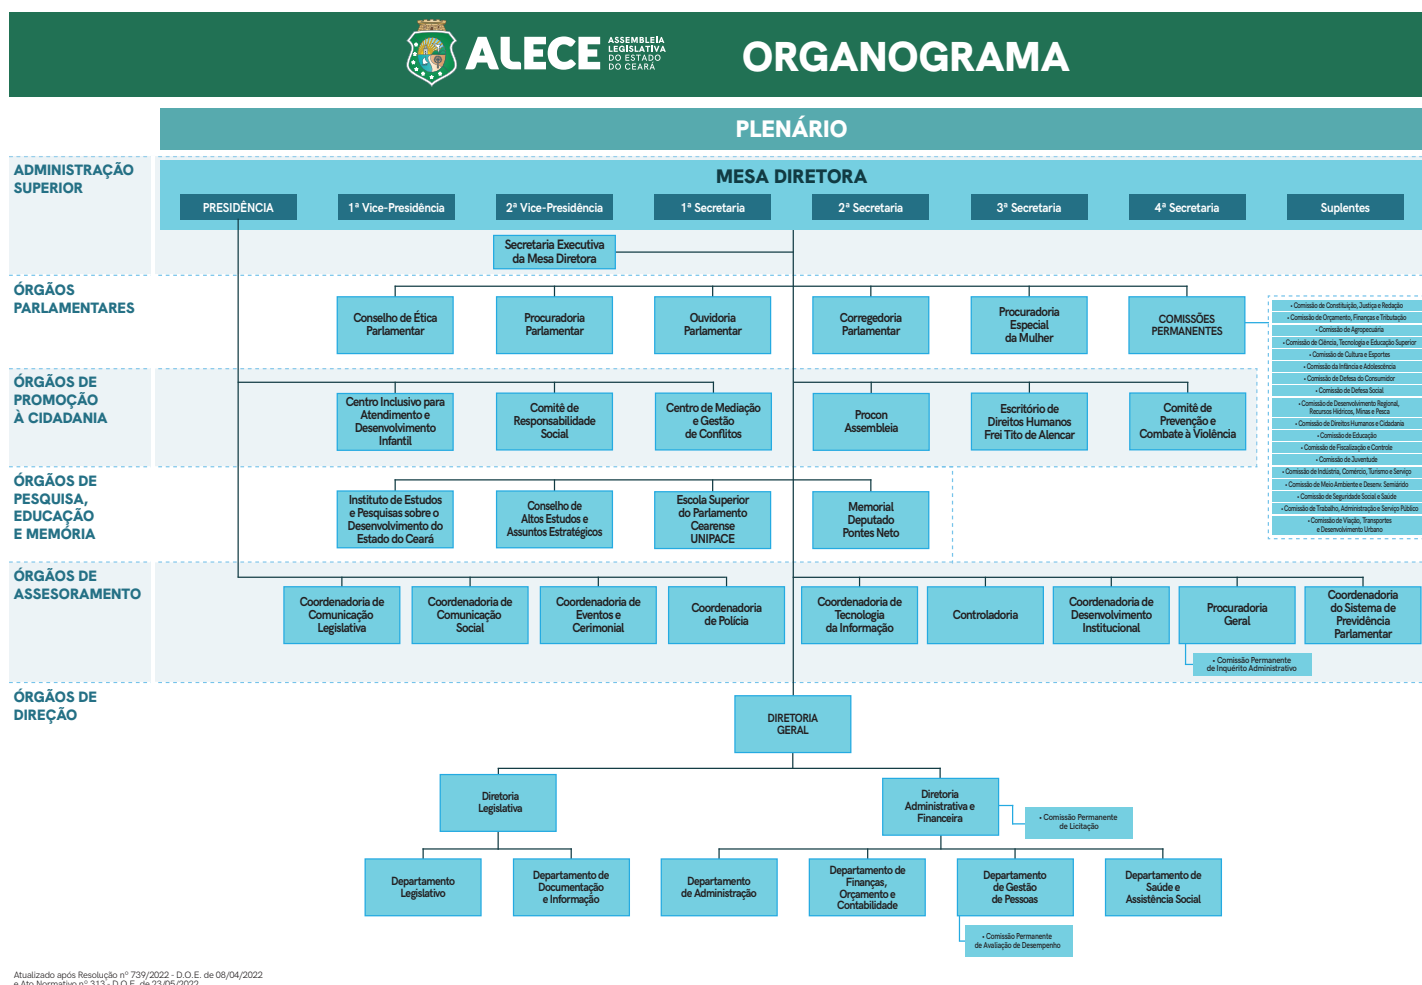 ALECE
ASSEMBLEIA
LEGISLATIVA
DO ESTADO
DO CEARÁ
ORGANOGRAMA
PLENÁRIO
ADMINISTRAÇÃO
SUPERIOR
MESA DIRETORA
PRESIDÊNCIA
1ª Vice-Presidência
2ª Vice-Presidência
1ª Secretaria
2ª Secretaria
3ª Secretaria
4ª Secretaria
Suplentes
Secretaria Executiva
da Mesa Diretora
ÓRGÃOS
PARLAMENTARES
Conselho de Ética
Parlamentar
Procuradoria
Parlamentar
Ouvidoria
Parlamentar
Corregedoria
Parlamentar
Procuradoria
Especial
da Mulher
COMISSÕES
PERMANENTES
• Comissão de Constituição, Justiça e Redação
• Comissão de Orçamento, Finanças e Tributação
• Comissão de Agropecuária
• Comissão de Ciência, Tecnologia e Educação Superior
• Comissão de Cultura e Esportes
• Comissão da Infância e Adolescência
• Comissão de Defesa do Consumidor
• Comissão de Defesa Social
• Comissão de Desenvolvimento Regional,
Recursos Hídricos, Minas e Pesca
• Comissão de Direitos Humanos e Cidadania
• Comissão de Educação
• Comissão de Fiscalização e Controle
• Comissão de Juventude
• Comissão de Indústria, Comércio, Turismo e Serviço
• Comissão de Meio Ambiente e Desenv. Semiárido
• Comissão de Seguridade Social e Saúde
• Comissão de Trabalho, Administração e Serviço Público
• Comissão de Viação, Transportes
e Desenvolvimento Urbano
ÓRGÃOS DE
PROMOÇÃO
À CIDADANIA
Centro Inclusivo para
Atendimento e
Desenvolvimento
Infantil
Comitê de
Responsabilidade
Social
Centro de Mediação
e Gestão
de Conflitos
Procon
Assembleia
Escritório de
Direitos Humanos
Frei Tito de Alencar
Comitê de
Prevenção e
Combate à Violência
ÓRGÃOS DE
PESQUISA,
EDUCAÇÃO
E MEMÓRIA
Instituto de Estudos
e Pesquisas sobre o
Desenvolvimento do
Estado do Ceará
Conselho de
Altos Estudos e
Assuntos Estratégicos
Escola Superior
do Parlamento
Cearense
UNIPACE
Memorial
Deputado
Pontes Neto
ÓRGÃOS DE
ASSESORAMENTO
Coordenadoria de
Comunicação
Legislativa
Coordenadoria de
Comunicação
Social
Coordenadoria de
Eventos e
Cerimonial
Coordenadoria
de Polícia
Coordenadoria de
Tecnologia
da Informação
Controladoria
Coordenadoria de
Desenvolvimento
Institucional
Procuradoria
Geral
Coordenadoria
do Sistema de
Previdência
Parlamentar
• Comissão Permanente
de Inquérito Administrativo
ÓRGÃOS DE
DIREÇÃO
DIRETORIA
GERAL
Diretoria
Legislativa
Diretoria
Administrativa e
Financeira
• Comissão Permanente
de Licitação
Departamento
Legislativo
Departamento de
Documentação
e Informação
Departamento
de Administração
Departamento de
Finanças,
Orçamento e
Contabilidade
Departamento
de Gestão
de Pessoas
Departamento de
Saúde e
Assistência Social
• Comissão Permanente
de Avaliação de Desempenho
Atualizado após Resolução nº 739/2022 - D.O.E. de 08/04/2022
e Ato Normativo nº 313 - D.O.E. de 23/05/2022